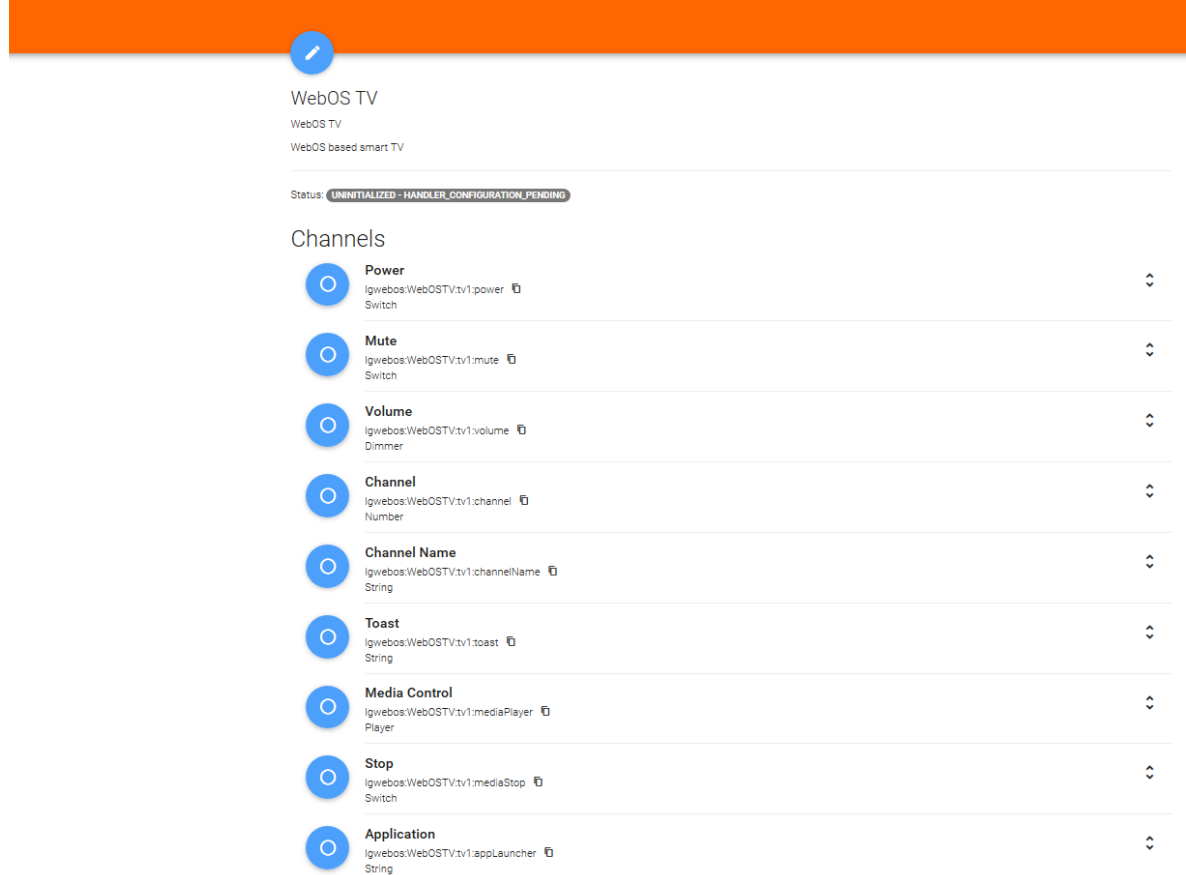 WebOS TV
WebOS TV
WebOS based smart TV
Status: UNINITIALIZED - HANDLER_CONFIGURATION_PENDING
Channels
Power
lgwebos:WebOSTV:tv1:power
Switch
Mute
lgwebos:WebOSTV:tv1:mute
Switch
Volume
lgwebos:WebOSTV:tv1:volume
Dimmer
Channel
lgwebos:WebOSTV:tv1:channel
Number
Channel Name
lgwebos:WebOSTV:tv1:channelName
String
Toast
lgwebos:WebOSTV:tv1:toast
String
Media Control
lgwebos:WebOSTV:tv1:mediaPlayer
Player
Stop
lgwebos:WebOSTV:tv1:mediaStop
Switch
Application
lgwebos:WebOSTV:tv1:appLauncher
String